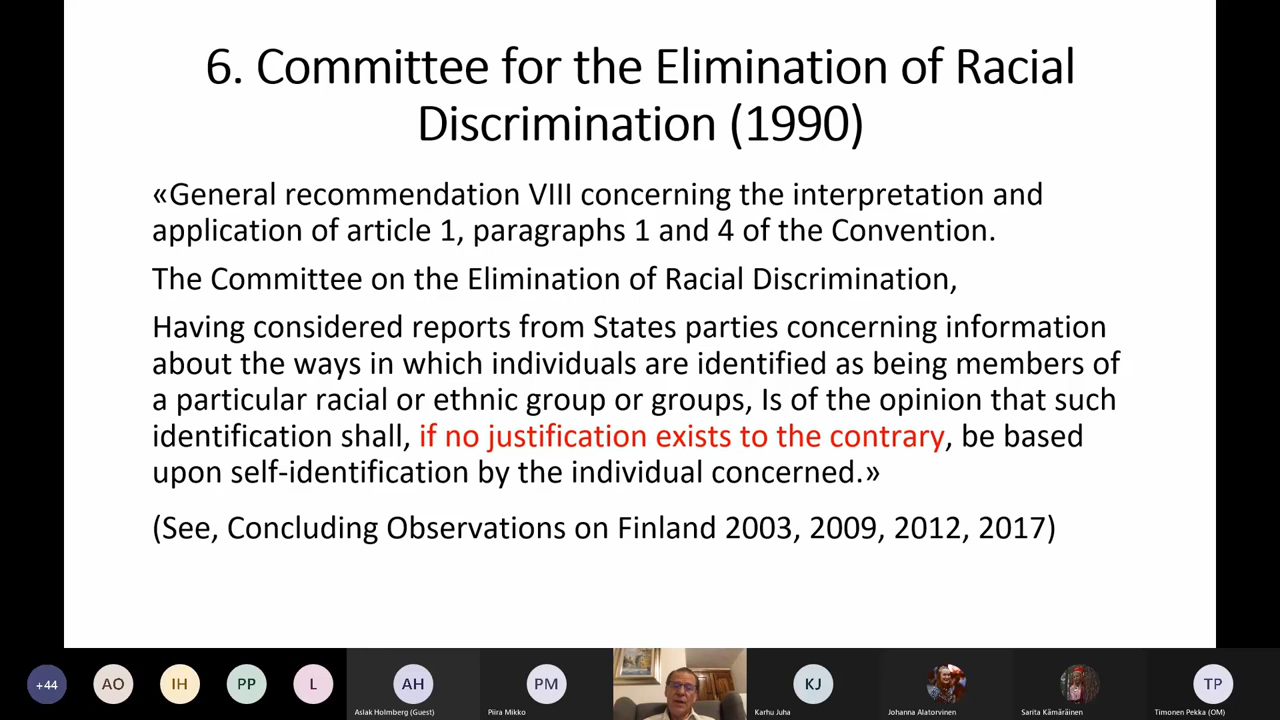 6. Committee for the Elimination of Racial
Discrimination (1990)
«General recommendation VIII concerning the interpretation and
application of article 1, paragraphs 1 and 4 of the Convention.
The Committee on the Elimination of Racial Discrimination,
Having considered reports from States parties concerning information
about the ways in which individuals are identified as being members of
a particular racial or ethnic group or groups, Is of the opinion that such
identification shall, if no justification exists to the contrary, be based
upon self-identification by the individual concerned.»
(See, Concluding Observations on Finland 2003, 2009, 2012, 2017)
+44 AO IH PP L AH PM KJ TP
Aslak Holmberg (Guest) Piira Mikko Karhu Juha Johanna Alatorvinen Sarita Kämäräinen Timonen Pekka (OM)